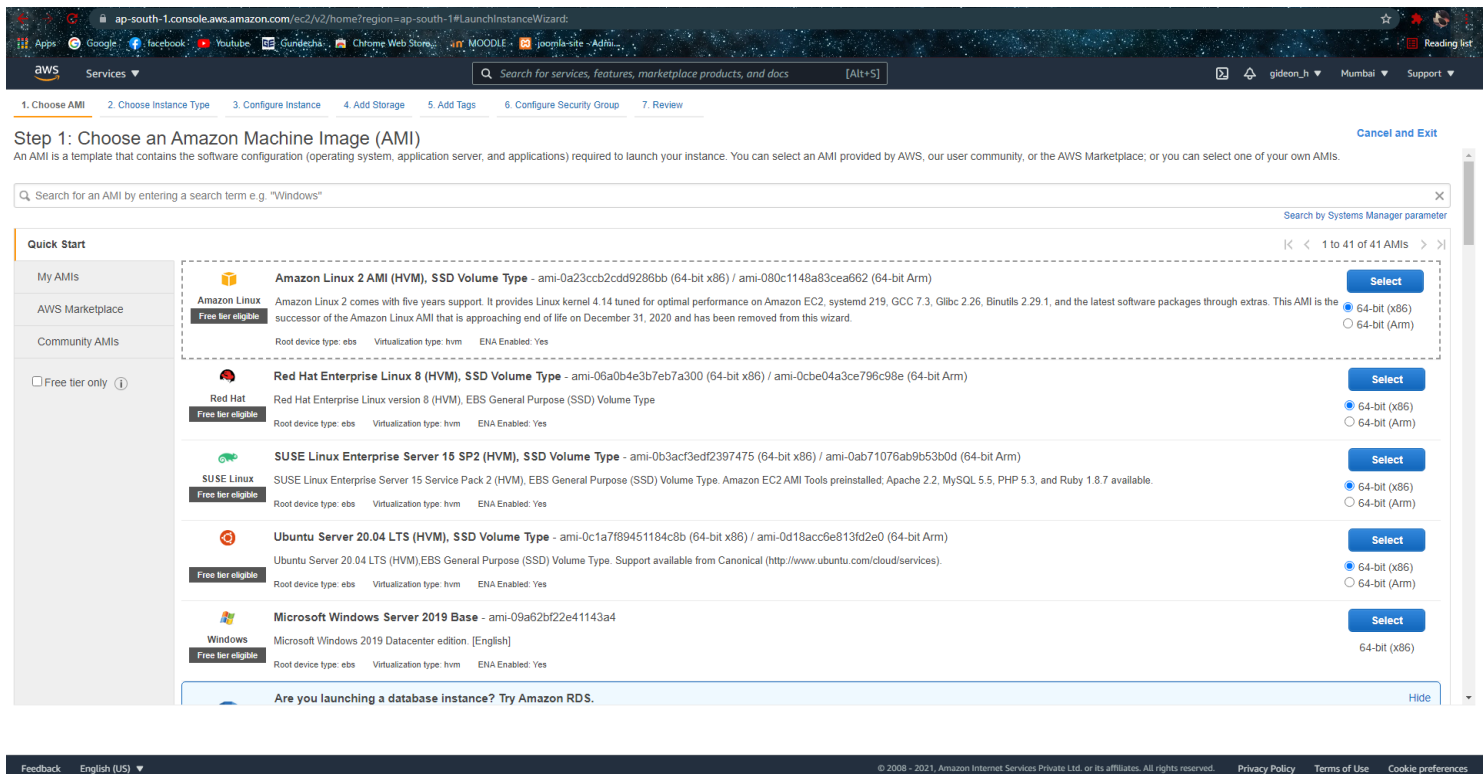 ap-south-1.console.aws.amazon.com/ec2/v2/home?region=ap-south-1#LaunchInstanceWizard:
Apps Google facebook Youtube Gundecha Chrome Web Store... MOODLE joomla-site - Admi... Reading list
aws Services ▼ Search for services, features, marketplace products, and docs [Alt+S] gideon_h ▼ Mumbai ▼ Support ▼
1. Choose AMI 2. Choose Instance Type 3. Configure Instance 4. Add Storage 5. Add Tags 6. Configure Security Group 7. Review
Step 1: Choose an Amazon Machine Image (AMI) Cancel and Exit
An AMI is a template that contains the software configuration (operating system, application server, and applications) required to launch your instance. You can select an AMI provided by AWS, our user community, or the AWS Marketplace; or you can select one of your own AMIs.
Search for an AMI by entering a search term e.g. "Windows"
Search by Systems Manager parameter
Quick Start 1 to 41 of 41 AMIs
My AMIs
AWS Marketplace
Community AMIs
Free tier only
Amazon Linux
Free tier eligible
Amazon Linux 2 AMI (HVM), SSD Volume Type - ami-0a23ccb2cdd9286bb (64-bit x86) / ami-080c1148a83cea662 (64-bit Arm)
Amazon Linux 2 comes with five years support. It provides Linux kernel 4.14 tuned for optimal performance on Amazon EC2, systemd 219, GCC 7.3, Glibc 2.26, Binutils 2.29.1, and the latest software packages through extras. This AMI is the
successor of the Amazon Linux AMI that is approaching end of life on December 31, 2020 and has been removed from this wizard.
Root device type: ebs Virtualization type: hvm ENA Enabled: Yes
Select
64-bit (x86)
64-bit (Arm)
Red Hat
Free tier eligible
Red Hat Enterprise Linux 8 (HVM), SSD Volume Type - ami-06a0b4e3b7eb7a300 (64-bit x86) / ami-0cbe04a3ce796c98e (64-bit Arm)
Red Hat Enterprise Linux version 8 (HVM), EBS General Purpose (SSD) Volume Type
Root device type: ebs Virtualization type: hvm ENA Enabled: Yes
Select
64-bit (x86)
64-bit (Arm)
SUSE Linux
Free tier eligible
SUSE Linux Enterprise Server 15 SP2 (HVM), SSD Volume Type - ami-0b3acf3edf2397475 (64-bit x86) / ami-0ab71076ab9b53b0d (64-bit Arm)
SUSE Linux Enterprise Server 15 Service Pack 2 (HVM), EBS General Purpose (SSD) Volume Type. Amazon EC2 AMI Tools preinstalled; Apache 2.2, MySQL 5.5, PHP 5.3, and Ruby 1.8.7 available.
Root device type: ebs Virtualization type: hvm ENA Enabled: Yes
Select
64-bit (x86)
64-bit (Arm)
Free tier eligible
Ubuntu Server 20.04 LTS (HVM), SSD Volume Type - ami-0c1a7f89451184c8b (64-bit x86) / ami-0d18acc6e813fd2e0 (64-bit Arm)
Ubuntu Server 20.04 LTS (HVM),EBS General Purpose (SSD) Volume Type. Support available from Canonical (http://www.ubuntu.com/cloud/services).
Root device type: ebs Virtualization type: hvm ENA Enabled: Yes
Select
64-bit (x86)
64-bit (Arm)
Windows
Free tier eligible
Microsoft Windows Server 2019 Base - ami-09a62bf22e41143a4
Microsoft Windows 2019 Datacenter edition. [English]
Root device type: ebs Virtualization type: hvm ENA Enabled: Yes
Select
64-bit (x86)
Are you launching a database instance? Try Amazon RDS. Hide
Feedback English (US) ▼ © 2008 - 2021, Amazon Internet Services Private Ltd. or its affiliates. All rights reserved. Privacy Policy Terms of Use Cookie preferences